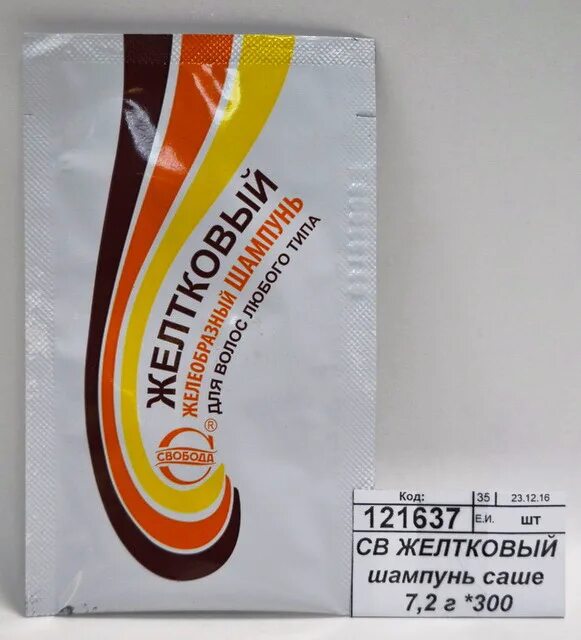 ЖЕЛТКОВЫЙ
ЖЕЛЕОБРАЗНЫЙ ШАМПУНЬ
ДЛЯ ВОЛОС ЛЮБОГО ТИПА
СВОБОДА ®
Код: 35 23.12.16
121637 Е.И. шт
СВ ЖЕЛТКОВЫЙ
шампунь саше
7,2 г *300